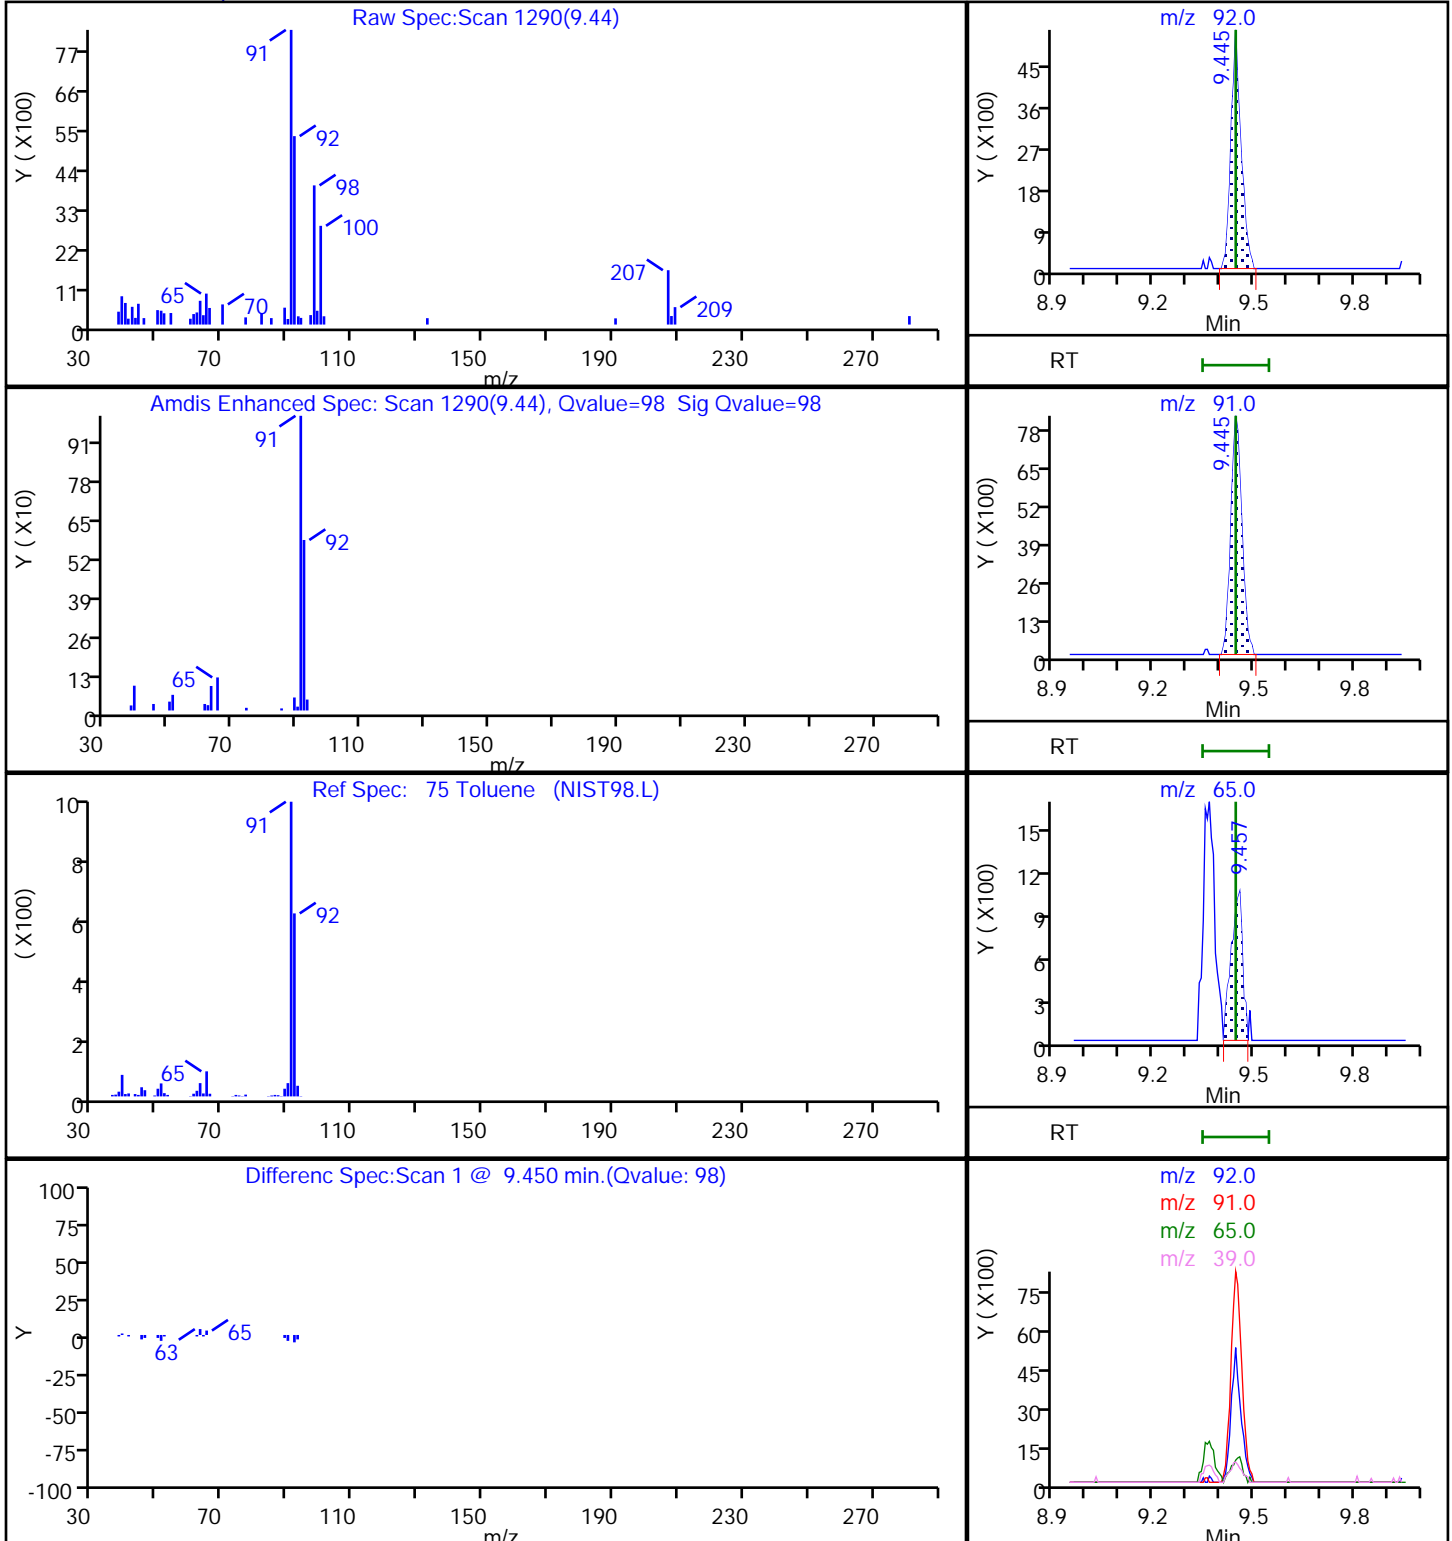 Raw Spec:Scan 1290(9.44)
Y ( X100)
77
66
55
44
33
22
11
0
91
92
98
100
65
70
207
209
30 70 110 150 190 230 270
m/z
m/z 92.0
Y ( X100)
45
36
27
18
9
0
9.445
8.9 9.2 9.5 9.8
Min
RT
Amdis Enhanced Spec: Scan 1290(9.44), Qvalue=98 Sig Qvalue=98
Y ( X10)
91
78
65
52
39
26
13
0
91
92
65
30 70 110 150 190 230 270
m/z
m/z 91.0
Y ( X100)
78
65
52
39
26
13
0
9.445
8.9 9.2 9.5 9.8
Min
RT
Ref Spec: 75 Toluene (NIST98.L)
( X100)
10
8
6
4
2
0
91
92
65
30 70 110 150 190 230 270
m/z 65.0
Y ( X100)
15
12
9
6
3
0
9.457
8.9 9.2 9.5 9.8
Min
RT
Differenc Spec:Scan 1 @ 9.450 min.(Qvalue: 98)
Y
100
75
50
25
0
-25
-50
-75
-100
63
65
30 70 110 150 190 230 270
m/z
m/z 92.0
m/z 91.0
m/z 65.0
m/z 39.0
Y ( X100)
75
60
45
30
15
0
8.9 9.2 9.5 9.8
Min